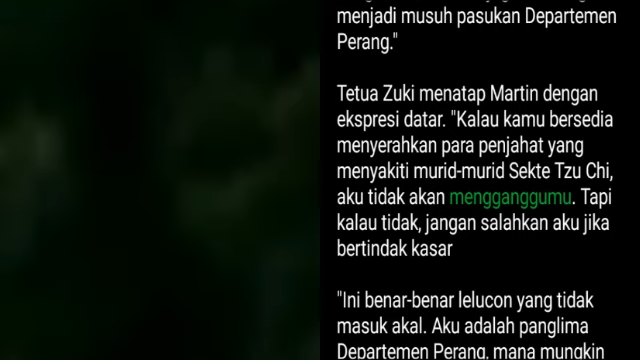 menjadi musuh pasukan Departemen
Perang."
Tetua Zuki menatap Martin dengan
ekspresi datar. "Kalau kamu bersedia
menyerahkan para penjahat yang
menyakiti murid-murid Sekte Tzu Chi,
aku tidak akan mengganggumu. Tapi
kalau tidak, jangan salahkan aku jika
bertindak kasar
"Ini benar-benar lelucon yang tidak
masuk akal. Aku adalah panglima
Departemen Perang, mana mungkin